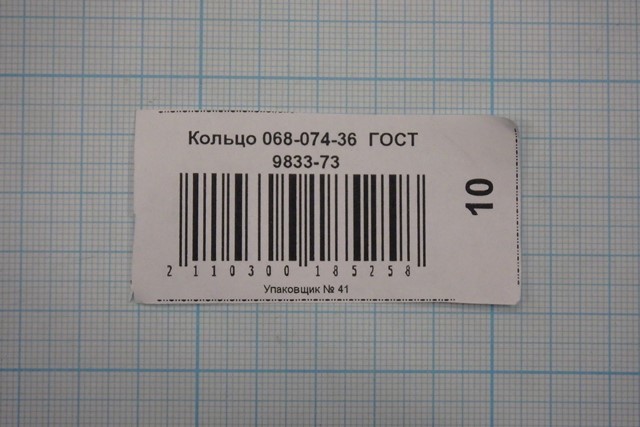 Кольцо 068-074-36 ГОСТ
9833-73
10
2 110300 185258
Упаковщик № 41